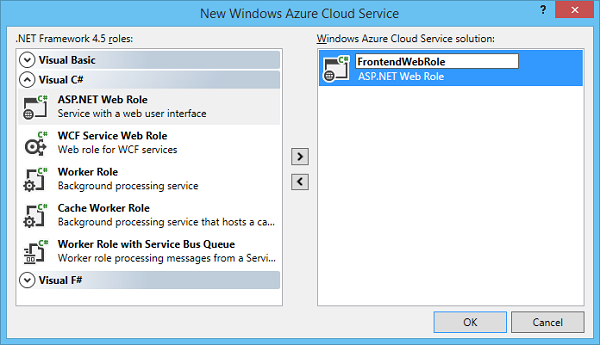 New Windows Azure Cloud Service
? ×
.NET Framework 4.5 roles:
Visual Basic
Visual C#
C#
ASP.NET Web Role
Service with a web user interface
C#
WCF Service Web Role
Web role for WCF services
C#
Worker Role
Background processing service
C#
Cache Worker Role
Background processing service that hosts a ca...
C#
Worker Role with Service Bus Queue
Worker role processing messages from a Servi...
Visual F#
Windows Azure Cloud Service solution:
C#
FrontendWebRole
ASP.NET Web Role
OK
Cancel